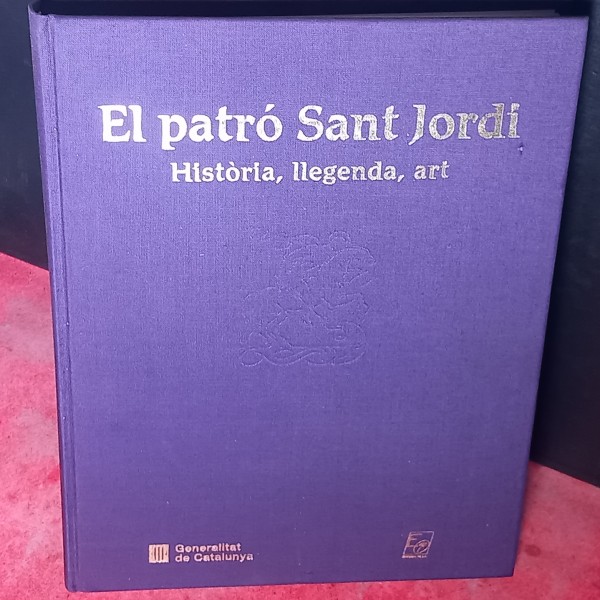 El patró Sant Jordi
Història, llegenda, art
Generalitat
de Catalunya